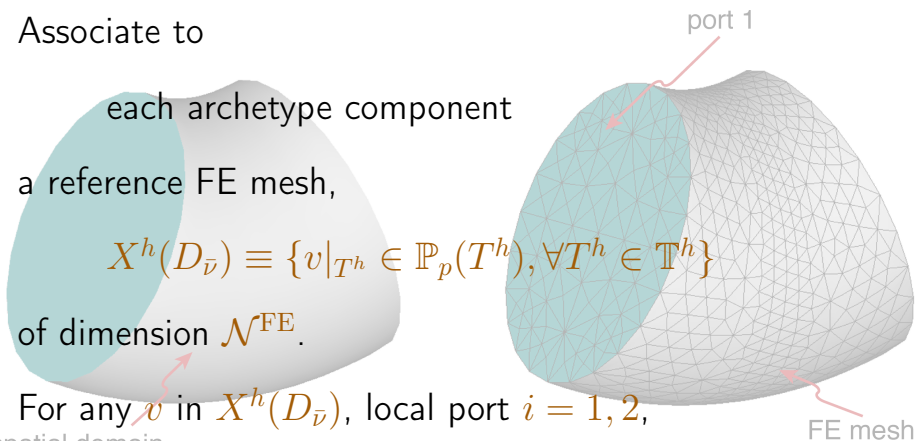 Associate to
port 1
each archetype component
a reference FE mesh,
X^h(D_ν̄) ≡ {v|_{T^h} ∈ ℙ_p(T^h), ∀T^h ∈ 𝕋^h}
of dimension 𝒩^FE.
For any v in X^h(D_ν̄), local port i = 1, 2,
domain
FE mesh